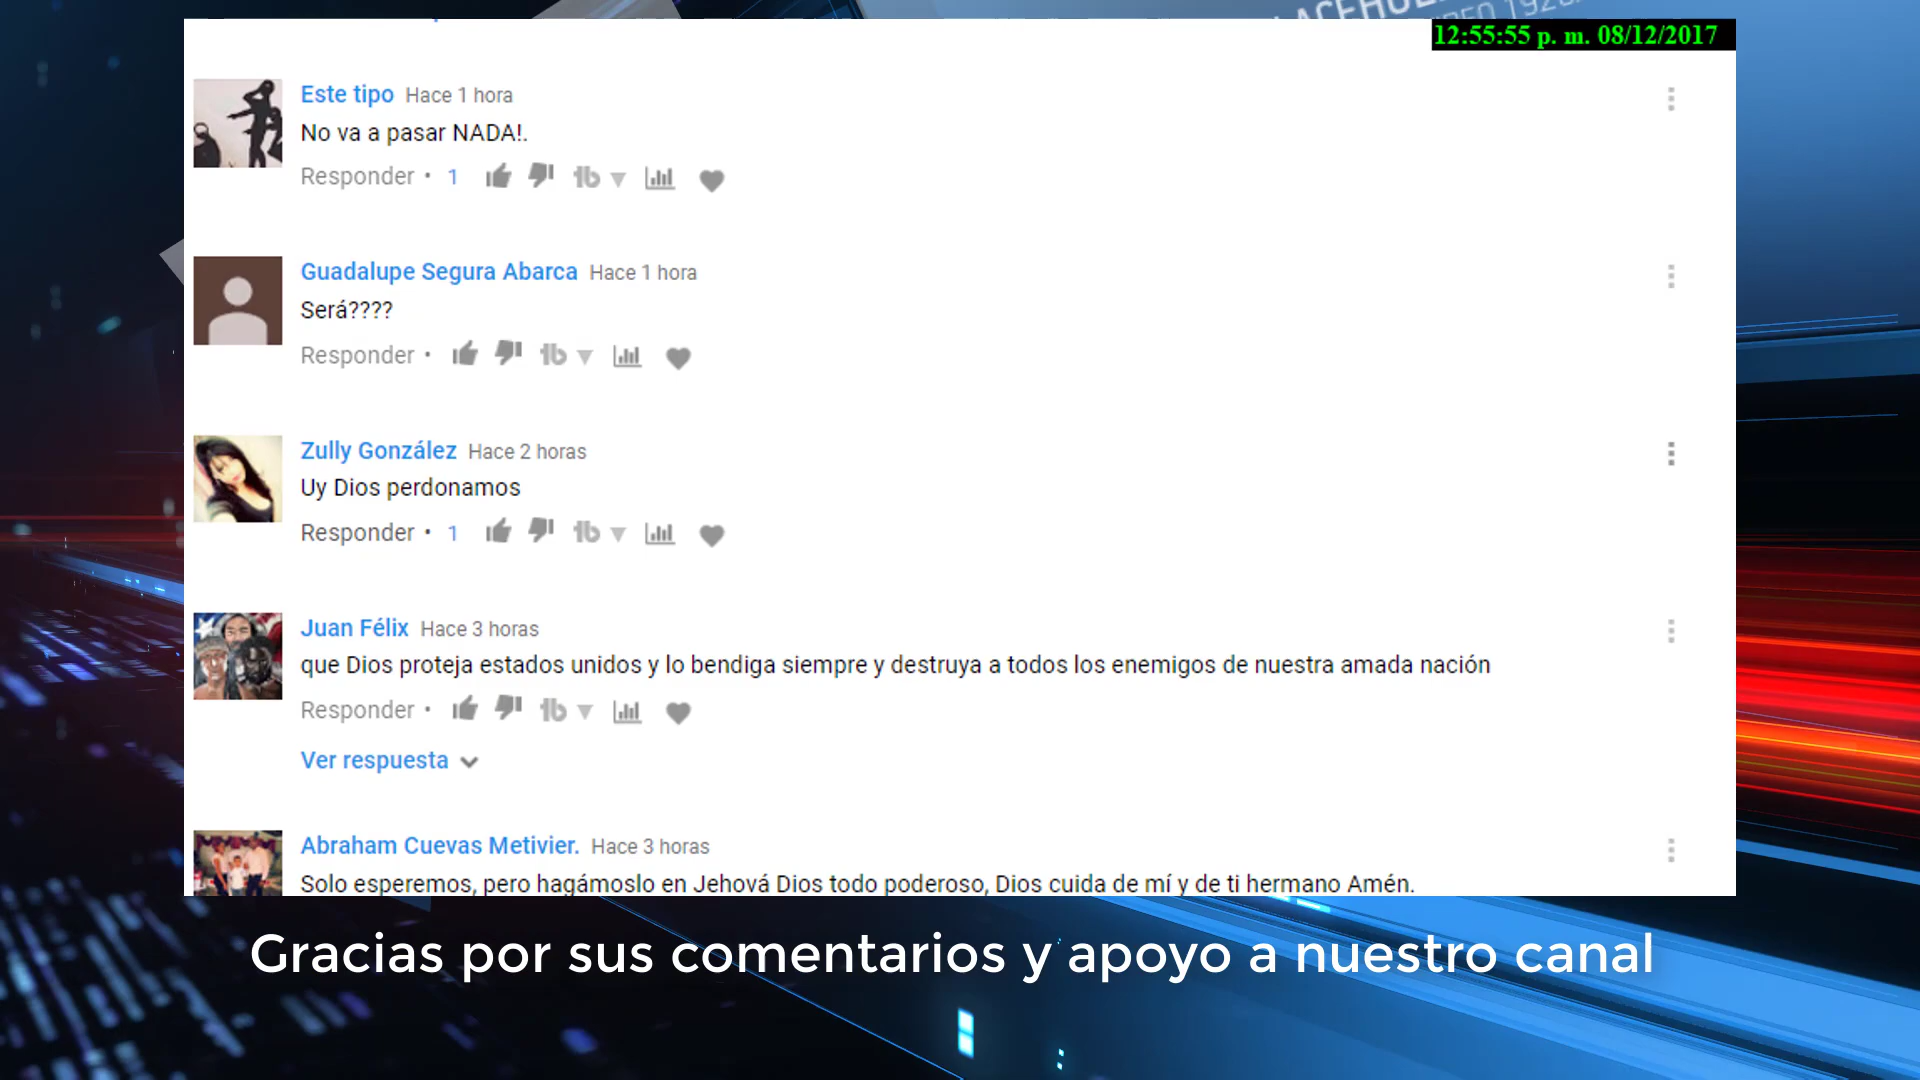 12:55:55 p. m. 08/12/2017
Este tipo Hace 1 hora
No va a pasar NADA!.
Responder • 1
Guadalupe Segura Abarca Hace 1 hora
Será????
Responder •
Zully González Hace 2 horas
Uy Dios perdonamos
Responder • 1
Juan Félix Hace 3 horas
que Dios proteja estados unidos y lo bendiga siempre y destruya a todos los enemigos de nuestra amada nación
Responder •
Ver respuesta
Abraham Cuevas Metivier. Hace 3 horas
Solo esperemos, pero hagámoslo en Jehová Dios todo poderoso, Dios cuida de mí y de ti hermano Amén.
Gracias por sus comentarios y apoyo a nuestro canal